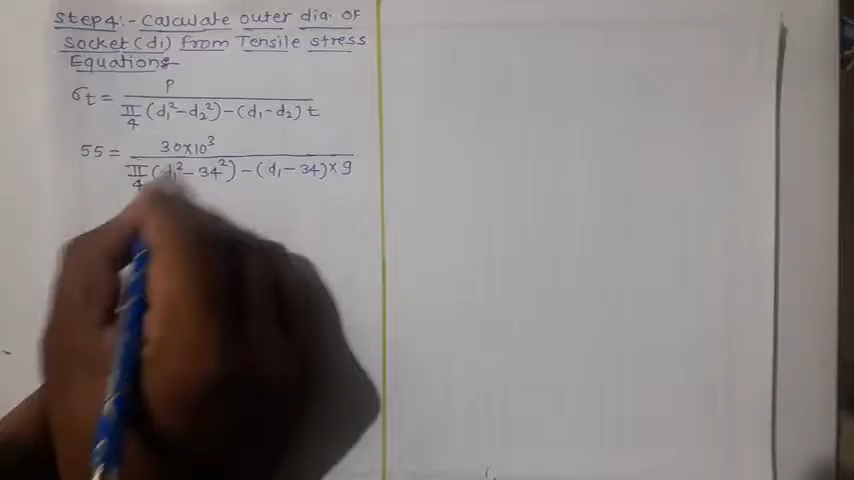 Step4:- Calculate outer dia. of
Socket(d1) from Tensile stress
Equations
σt = P / π/4 (d1²-d2²)-(d1-d2) t
55 = 30×10³ / π/4 (d1²-34²)-(d1-34)×9